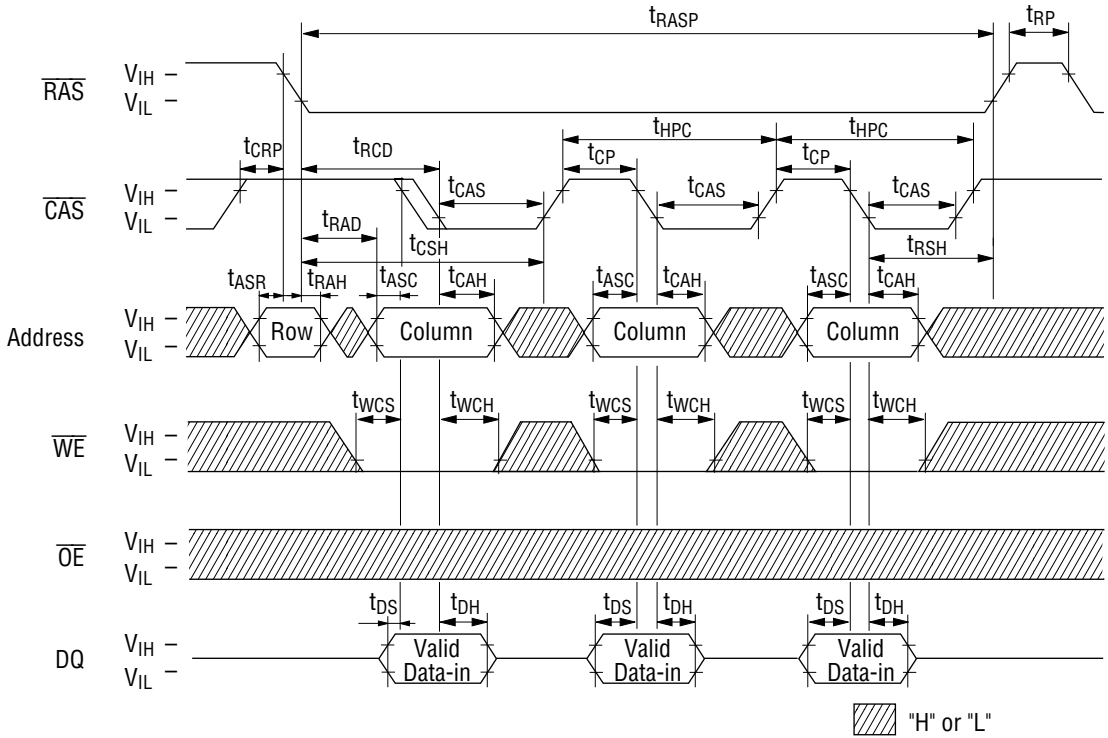 tRASP tRP
RAS VIH – VIL –
tCRP tRCD tHPC tHPC
tCP tCP
CAS VIH – VIL –
tCAS tCAS tCAS
tRAD tCSH tRSH
tASR tRAH tASC tCAH tASC tCAH tASC tCAH
Address VIH – VIL –
Row Column Column Column
tWCS tWCH tWCS tWCH tWCS tWCH
WE VIH – VIL –
OE VIH – VIL –
tDS tDH tDS tDH tDS tDH
DQ VIH – VIL –
Valid Valid Valid
Data-in Data-in Data-in
"H" or "L"